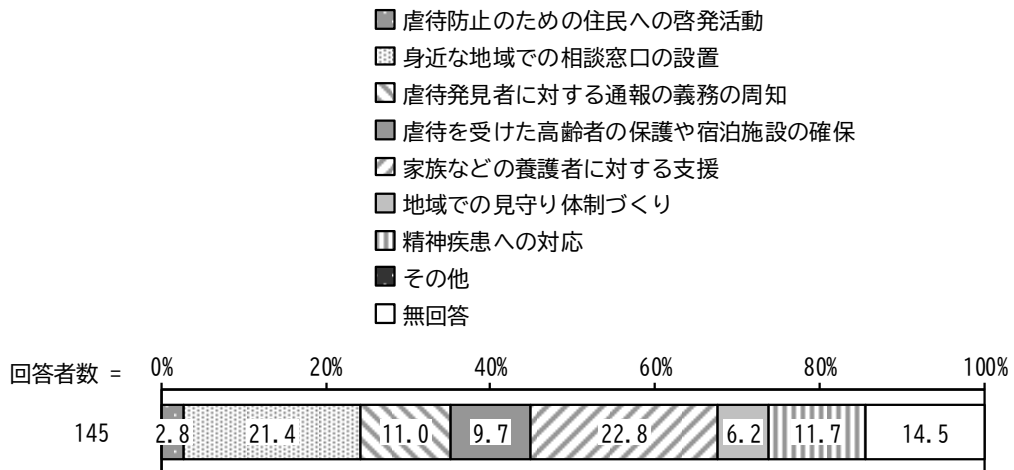 虐待防止のための住民への啓発活動
身近な地域での相談窓口の設置
虐待発見者に対する通報の義務の周知
虐待を受けた高齢者の保護や宿泊施設の確保
家族などの養護者に対する支援
地域での見守り体制づくり
精神疾患への対応
その他
無回答
回答者数 = 0% 20% 40% 60% 80% 100%
145 2.8 21.4 11.0 9.7 22.8 6.2 11.7 14.5